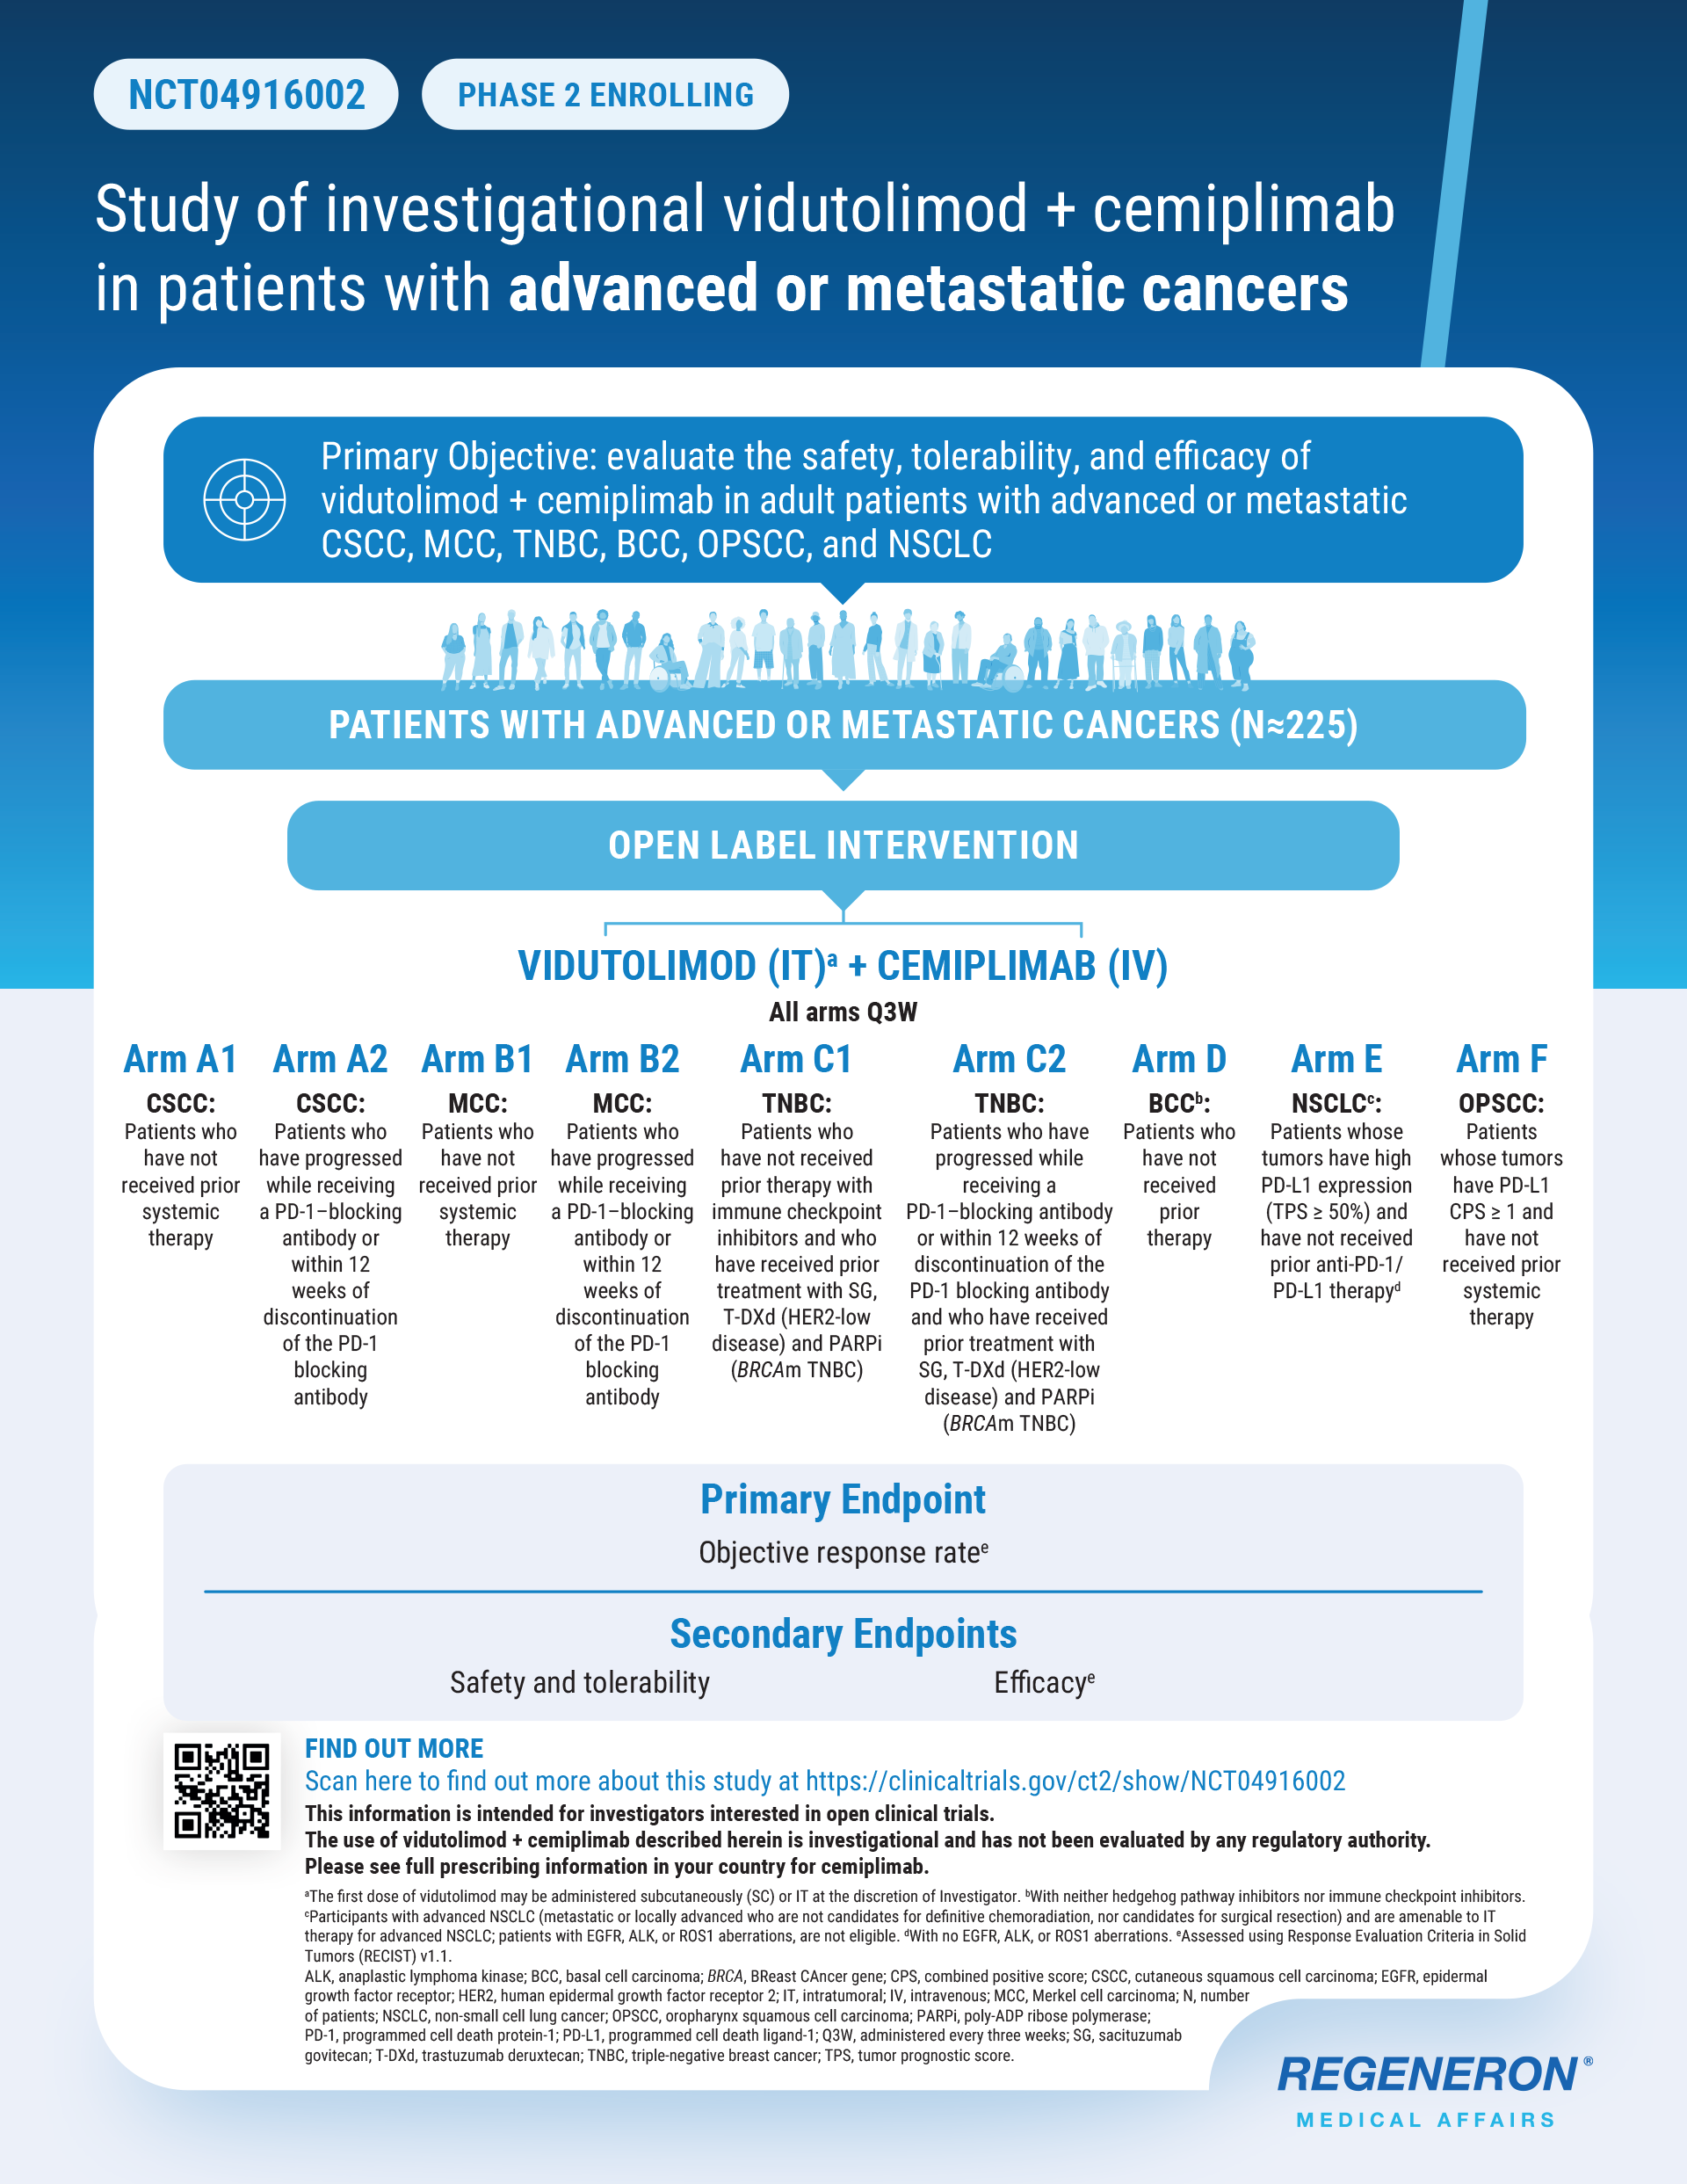 NCT04916002
PHASE 2 ENROLLING
Study of investigational vidutolimod + cemiplimab
in patients with advanced or metastatic cancers
Primary Objective: evaluate the safety, tolerability, and efficacy of
vidutolimod + cemiplimab in adult patients with advanced or metastatic
CSCC, MCC, TNBC, BCC, OPSCC, and NSCLC
PATIENTS WITH ADVANCED OR METASTATIC CANCERS (N≈225)
OPEN LABEL INTERVENTION
VIDUTOLIMOD (IT)ᵃ + CEMIPLIMAB (IV)
All arms Q3W
Arm A1
CSCC:
Patients who
have not
received prior
systemic
therapy
Arm A2
CSCC:
Patients who
have progressed
while receiving
a PD-1–blocking
antibody or
within 12
weeks of
discontinuation
of the PD-1
blocking
antibody
Arm B1
MCC:
Patients who
have not
received prior
systemic
therapy
Arm B2
MCC:
Patients who
have progressed
while receiving
a PD-1–blocking
antibody or
within 12
weeks of
discontinuation
of the PD-1
blocking
antibody
Arm C1
TNBC:
Patients who
have not received
prior therapy with
immune checkpoint
inhibitors and who
have received prior
treatment with SG,
T-DXd (HER2-low
disease) and PARPi
(BRCAm TNBC)
Arm C2
TNBC:
Patients who have
progressed while
receiving a
PD-1–blocking antibody
or within 12 weeks of
discontinuation of the
PD-1 blocking antibody
and who have received
prior treatment with
SG, T-DXd (HER2-low
disease) and PARPi
(BRCAm TNBC)
Arm D
BCCᵇ:
Patients who
have not
received
prior
therapy
Arm E
NSCLCᶜ:
Patients whose
tumors have high
PD-L1 expression
(TPS ≥ 50%) and
have not received
prior anti-PD-1/
PD-L1 therapyᵈ
Arm F
OPSCC:
Patients
whose tumors
have PD-L1
CPS ≥ 1 and
have not
received prior
systemic
therapy
Primary Endpoint
Objective response rateᵉ
Secondary Endpoints
Safety and tolerability
Efficacyᵉ
FIND OUT MORE
Scan here to find out more about this study at https://clinicaltrials.gov/ct2/show/NCT04916002
This information is intended for investigators interested in open clinical trials.
The use of vidutolimod + cemiplimab described herein is investigational and has not been evaluated by any regulatory authority.
Please see full prescribing information in your country for cemiplimab.
ᵃThe first dose of vidutolimod may be administered subcutaneously (SC) or IT at the discretion of Investigator. ᵇWith neither hedgehog pathway inhibitors nor immune checkpoint inhibitors.
ᶜParticipants with advanced NSCLC (metastatic or locally advanced who are not candidates for definitive chemoradiation, nor candidates for surgical resection) and are amenable to IT
therapy for advanced NSCLC; patients with EGFR, ALK, or ROS1 aberrations, are not eligible. ᵈWith no EGFR, ALK, or ROS1 aberrations. ᵉAssessed using Response Evaluation Criteria in Solid
Tumors (RECIST) v1.1.
ALK, anaplastic lymphoma kinase; BCC, basal cell carcinoma; BRCA, BReast CAncer gene; CPS, combined positive score; CSCC, cutaneous squamous cell carcinoma; EGFR, epidermal
growth factor receptor; HER2, human epidermal growth factor receptor 2; IT, intratumoral; IV, intravenous; MCC, Merkel cell carcinoma; N, number
of patients; NSCLC, non-small cell lung cancer; OPSCC, oropharynx squamous cell carcinoma; PARPi, poly-ADP ribose polymerase;
PD-1, programmed cell death protein-1; PD-L1, programmed cell death ligand-1; Q3W, administered every three weeks; SG, sacituzumab
govitecan; T-DXd, trastuzumab deruxtecan; TNBC, triple-negative breast cancer; TPS, tumor prognostic score.
REGENERON®
MEDICAL AFFAIRS